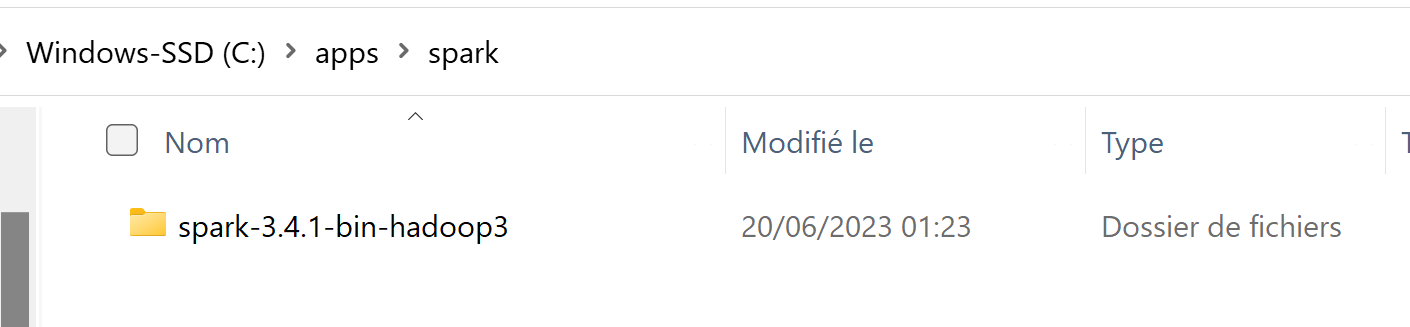 Windows-SSD (C:) > apps > spark
Nom Modifié le Type
spark-3.4.1-bin-hadoop3 20/06/2023 01:23 Dossier de fichiers